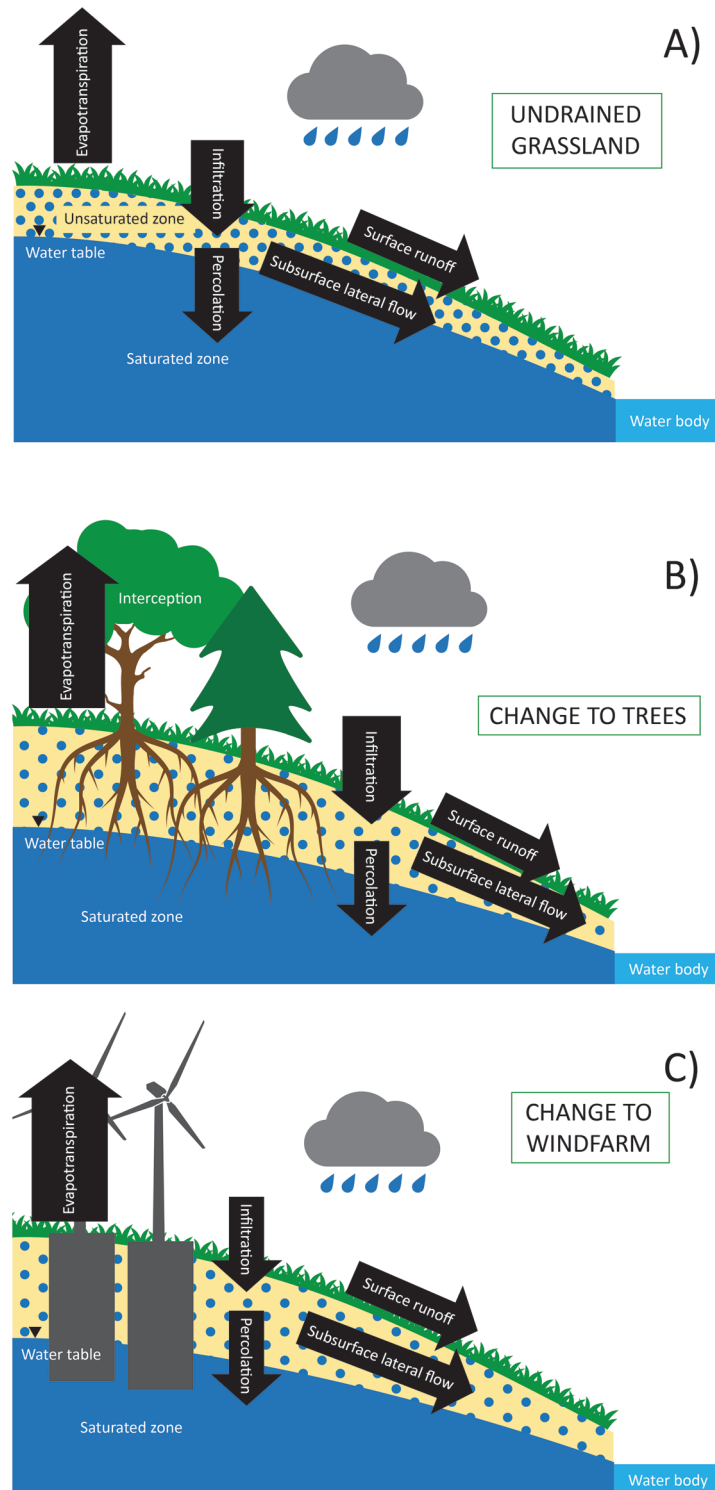 A)
UNDRAINED
GRASSLAND
Evapotranspiration
Infiltration
Unsaturated zone
Surface runoff
Water table
Percolation
Subsurface lateral flow
Saturated zone
Water body
B)
CHANGE TO TREES
Interception
Evapotranspiration
Infiltration
Surface runoff
Water table
Percolation
Subsurface lateral flow
Saturated zone
Water body
C)
CHANGE TO
WINDFARM
Evapotranspiration
Infiltration
Surface runoff
Water table
Percolation
Subsurface lateral flow
Saturated zone
Water body